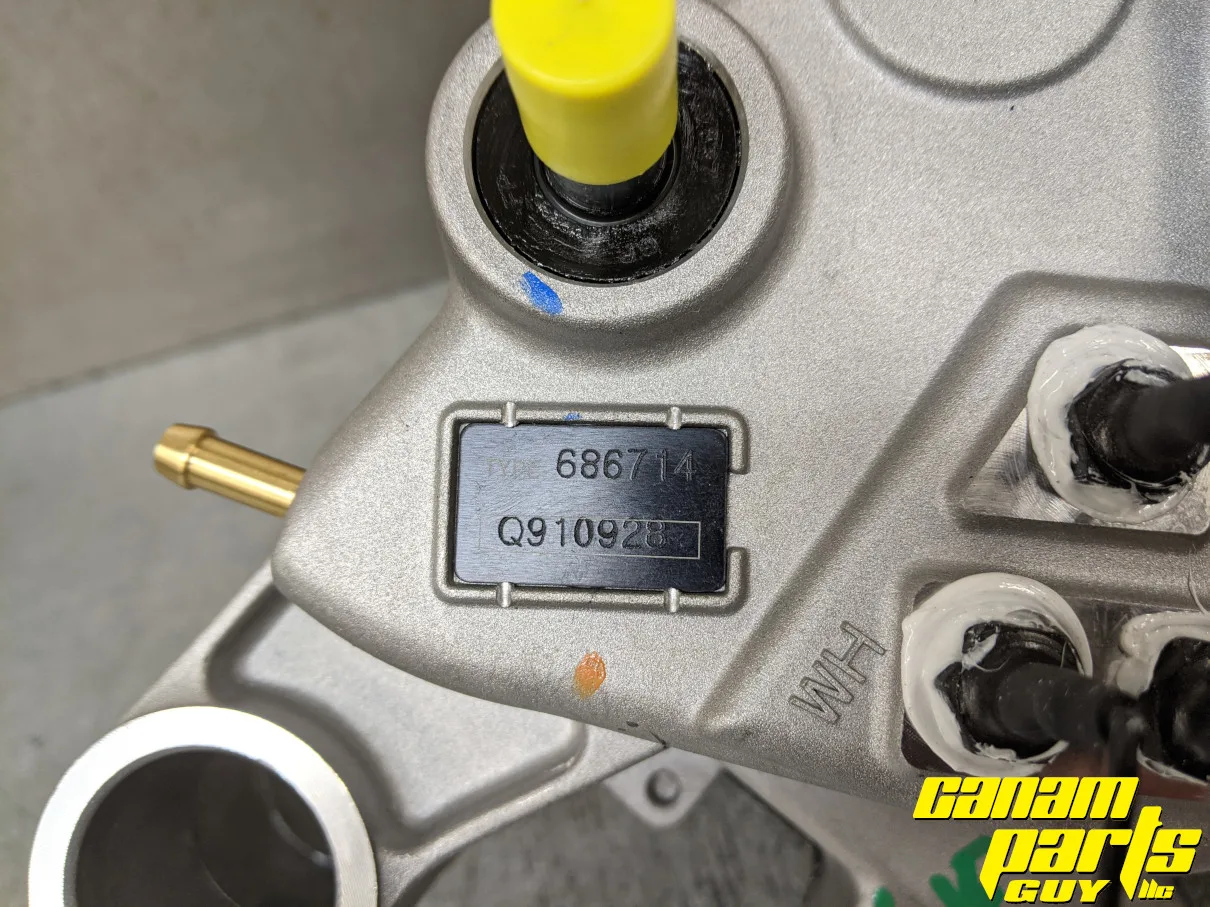 TYPE 686714
Q910928
WH
canam
parts
GUY llc